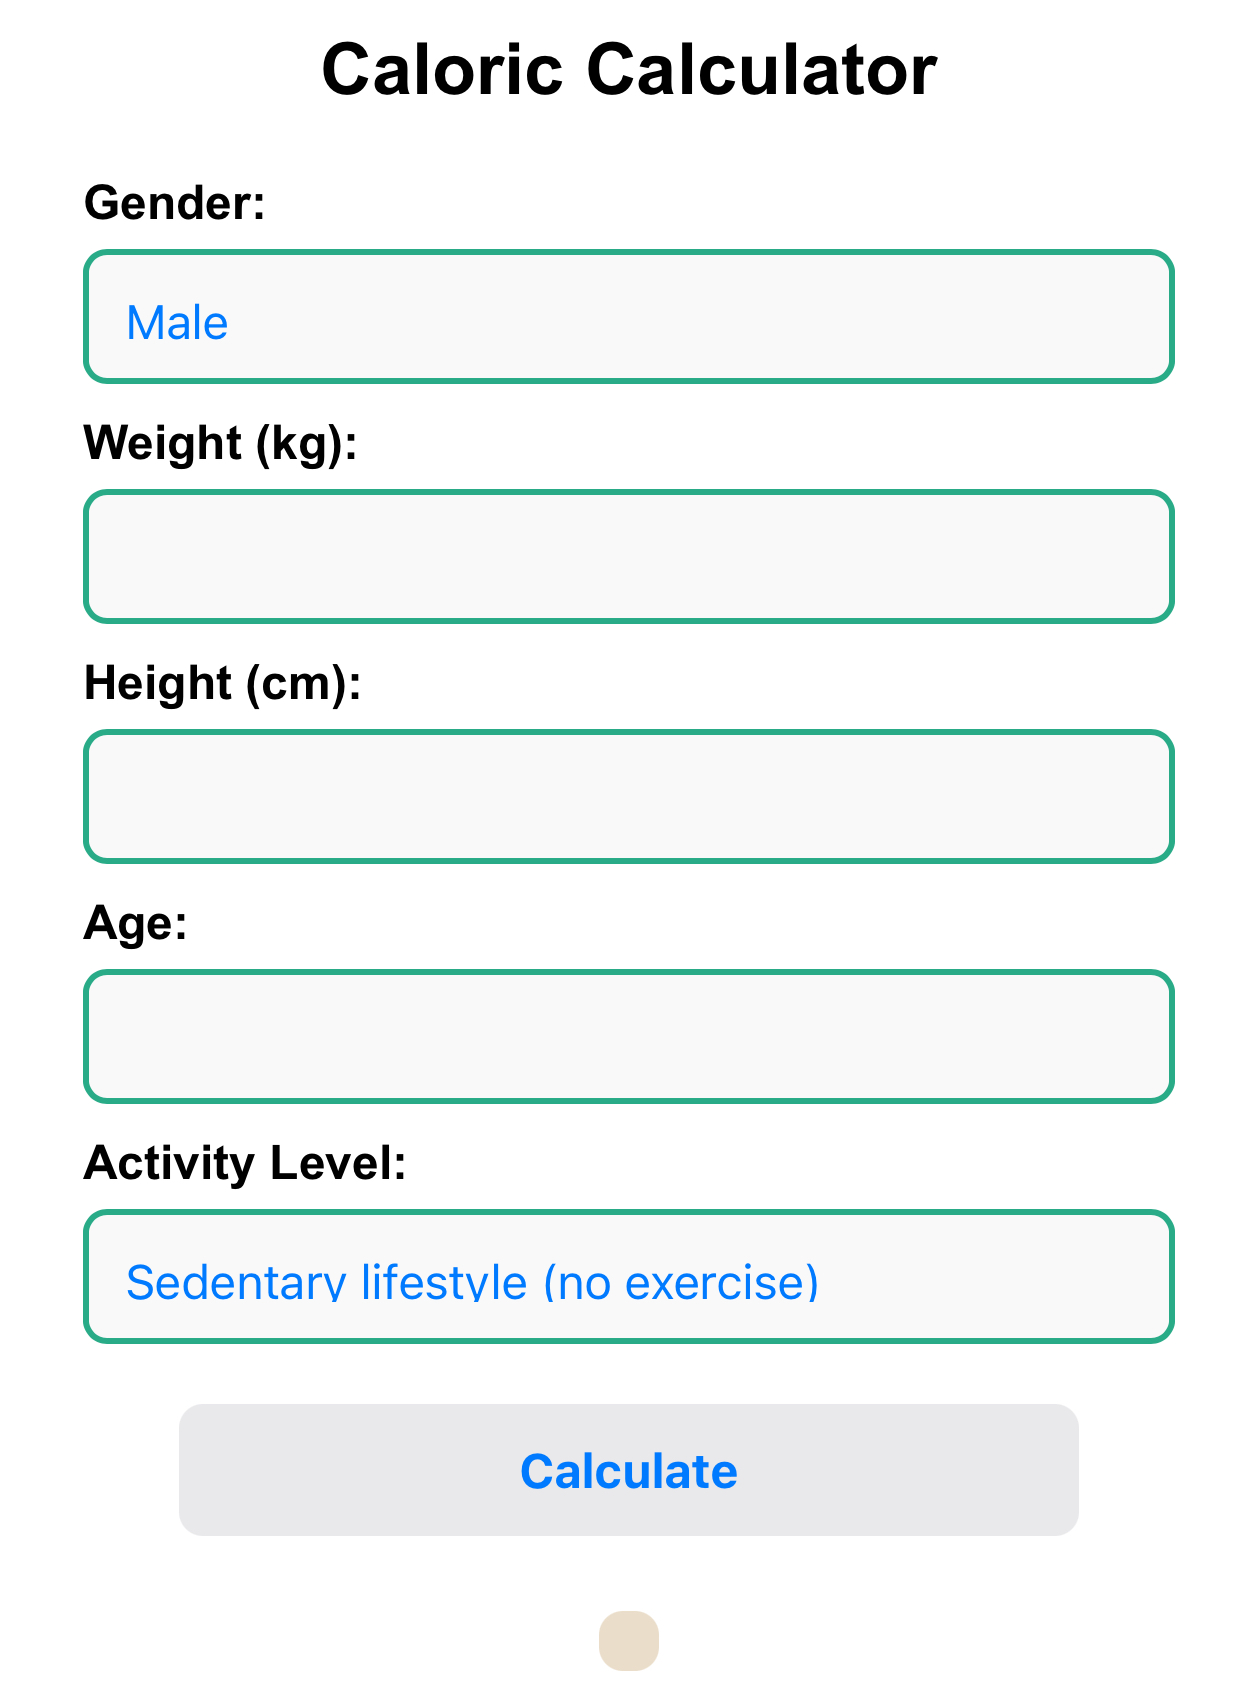 Caloric Calculator
Gender:
Male
Weight (kg):
Height (cm):
Age:
Activity Level:
Sedentary lifestyle (no exercise)
Calculate